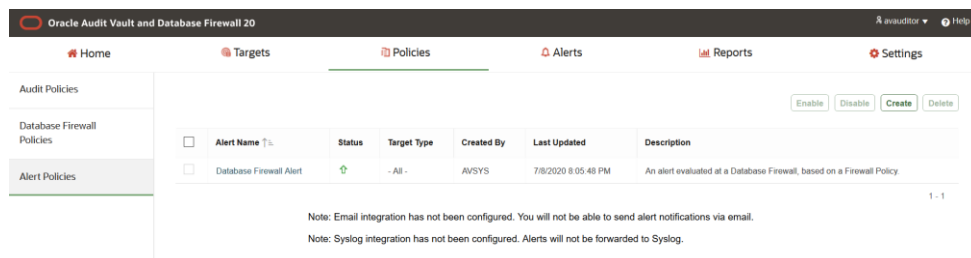 Oracle Audit Vault and Database Firewall 20
avauditor
Help
Home
Targets
Policies
Alerts
Reports
Settings
Audit Policies
Database Firewall
Policies
Alert Policies
Enable Disable Create Delete
Alert Name Status Target Type Created By Last Updated Description
Database Firewall Alert - All - AVSYS 7/8/2020 8:05:48 PM An alert evaluated at a Database Firewall, based on a Firewall Policy.
1 - 1
Note: Email integration has not been configured. You will not be able to send alert notifications via email.
Note: Syslog integration has not been configured. Alerts will not be forwarded to Syslog.